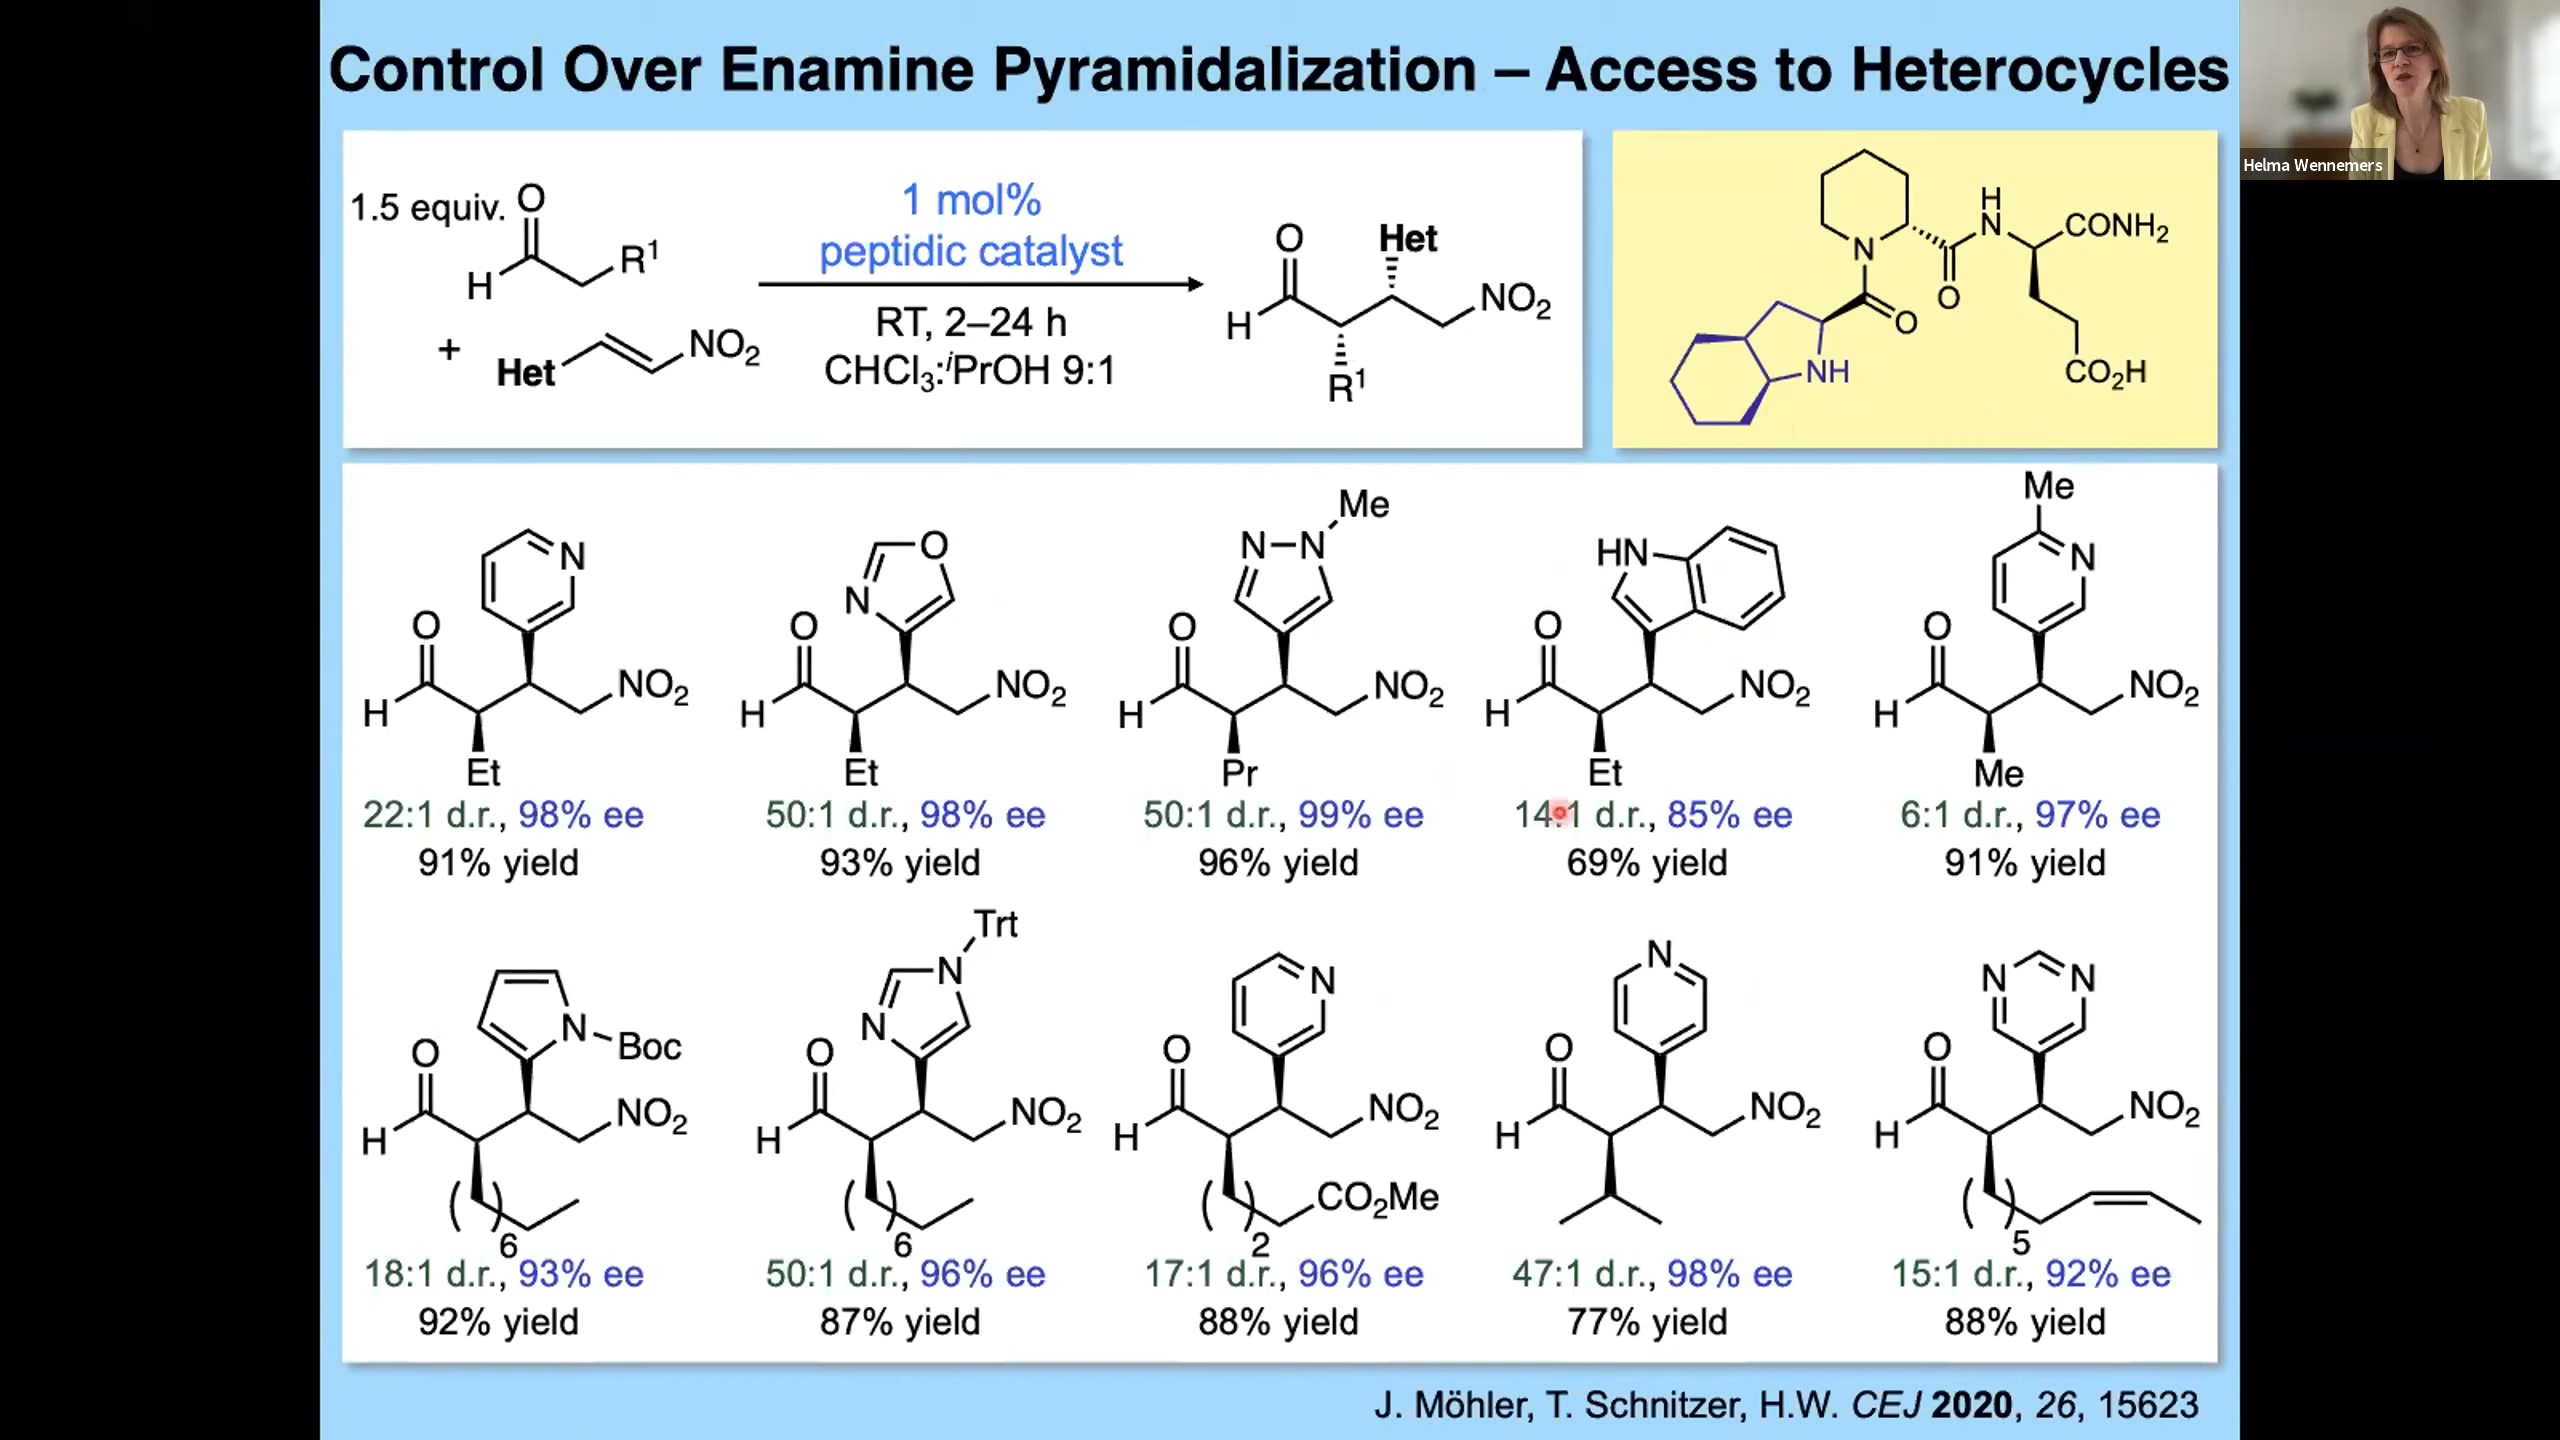 Control Over Enamine Pyramidalization – Access to Heterocycles
Helma Wennemers
1.5 equiv.
O
H
R¹
+
Het
NO₂
1 mol%
peptidic catalyst
RT, 2–24 h
CHCl₃:ⁱPrOH 9:1
O
H
Het
NO₂
R¹
N
O
O
H
N
CONH₂
CO₂H
NH
N
O
H
NO₂
Et
22:1 d.r., 98% ee
91% yield
O
N
O
H
NO₂
Et
50:1 d.r., 98% ee
93% yield
Me
N
N
O
H
NO₂
Pr
50:1 d.r., 99% ee
96% yield
HN
O
H
NO₂
Et
14:1 d.r., 85% ee
69% yield
Me
N
O
H
NO₂
Me
6:1 d.r., 97% ee
91% yield
N
Boc
O
H
NO₂
( )
6
18:1 d.r., 93% ee
92% yield
Trt
N
N
O
H
NO₂
( )
6
50:1 d.r., 96% ee
87% yield
N
O
H
NO₂
( )
2
CO₂Me
17:1 d.r., 96% ee
88% yield
N
O
H
NO₂
47:1 d.r., 98% ee
77% yield
N
N
O
H
NO₂
( )
5
15:1 d.r., 92% ee
88% yield
J. Möhler, T. Schnitzer, H.W. CEJ 2020, 26, 15623